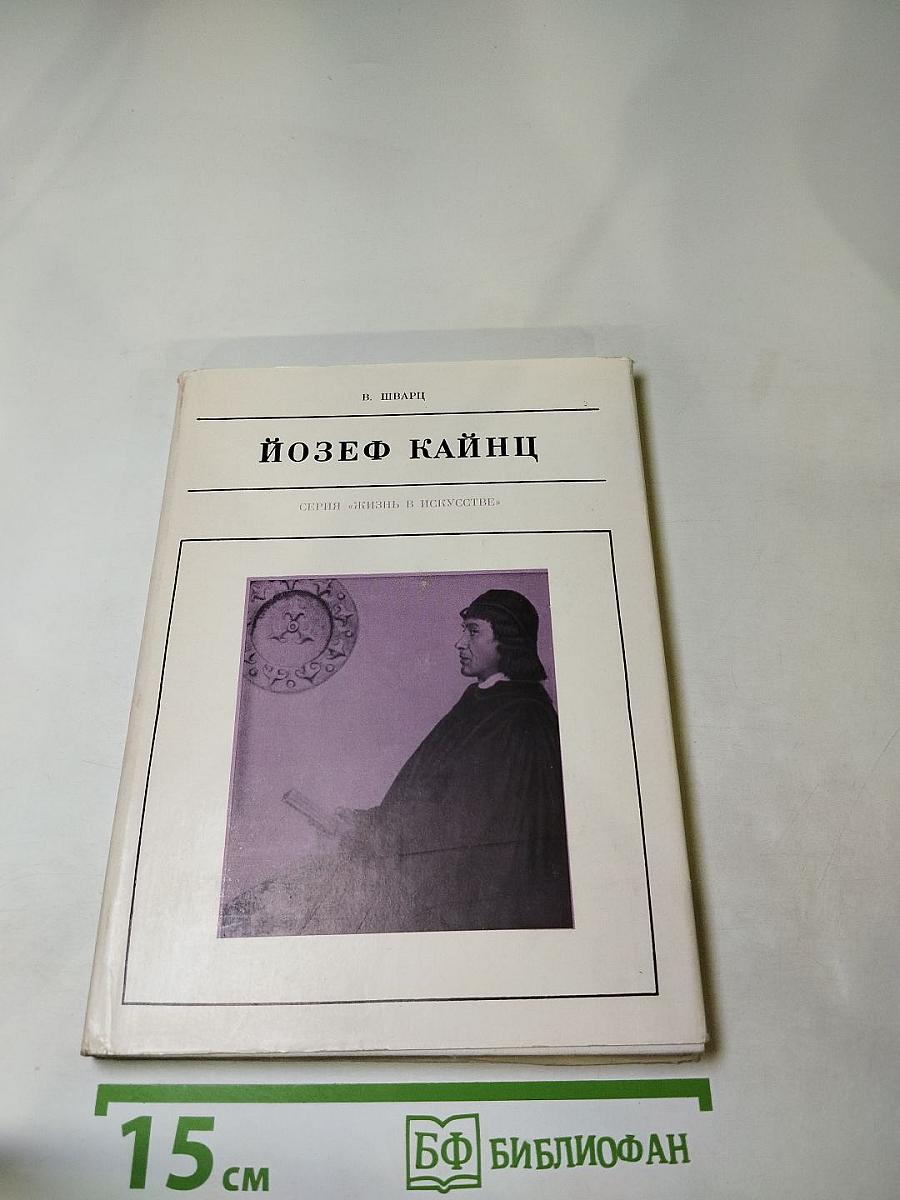 В. ШВАРЦ
ЙОЗЕФ КАЙНЦ
СЕРИЯ «ЖИЗНЬ В ИСКУССТВЕ»
15 см
БФ БИБЛИОФАН